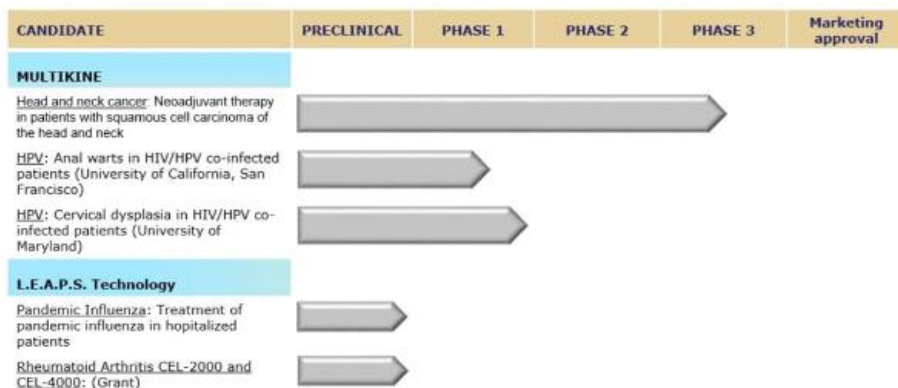 CANDIDATE PRECLINICAL PHASE 1 PHASE 2 PHASE 3 Marketing
approval
MULTIKINE
Head and neck cancer: Neoadjuvant therapy
in patients with squamous cell carcinoma of
the head and neck
HPV: Anal warts in HIV/HPV co-infected
patients (University of California, San
Francisco)
HPV: Cervical dysplasia in HIV/HPV co-
infected patients (University of
Maryland)
L.E.A.P.S. Technology
Pandemic Influenza: Treatment of
pandemic influenza in hopitalized
patients
Rheumatoid Arthritis CEL-2000 and
CEL-4000: (Grant)